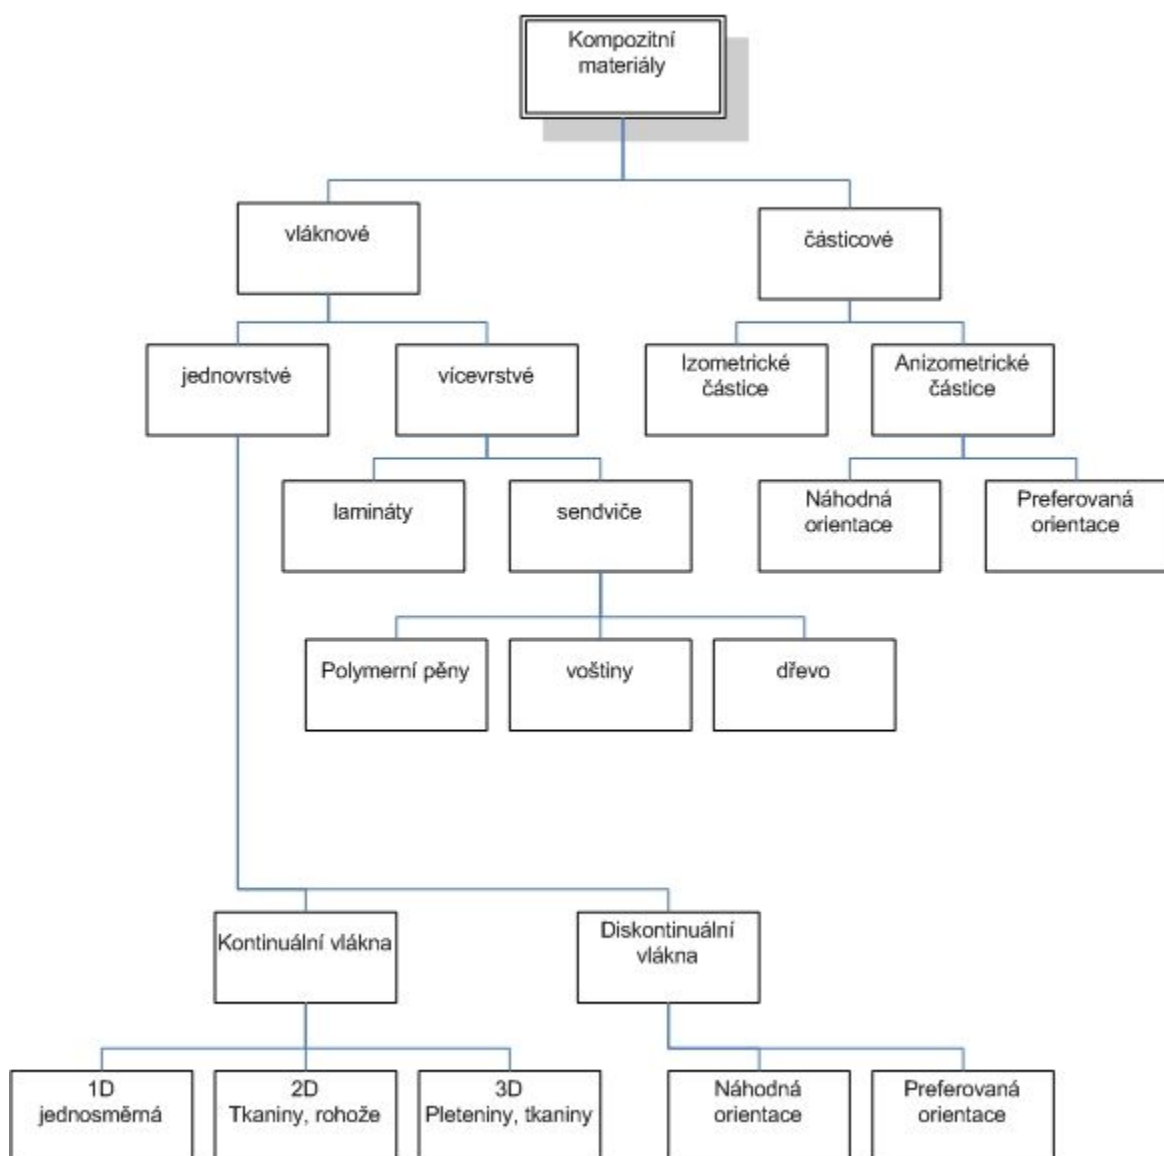 Kompozitní
materiály
vláknové
částicové
jednovrstvé
vícevrstvé
Izometrické
částice
Anizometrické
částice
lamináty
sendviče
Náhodná
orientace
Preferovaná
orientace
Polymerní pěny
voštiny
dřevo
Kontinuální vlákna
Diskontinuální
vlákna
1D
jednosměrná
2D
Tkaniny, rohože
3D
Pleteniny, tkaniny
Náhodná
orientace
Preferovaná
orientace